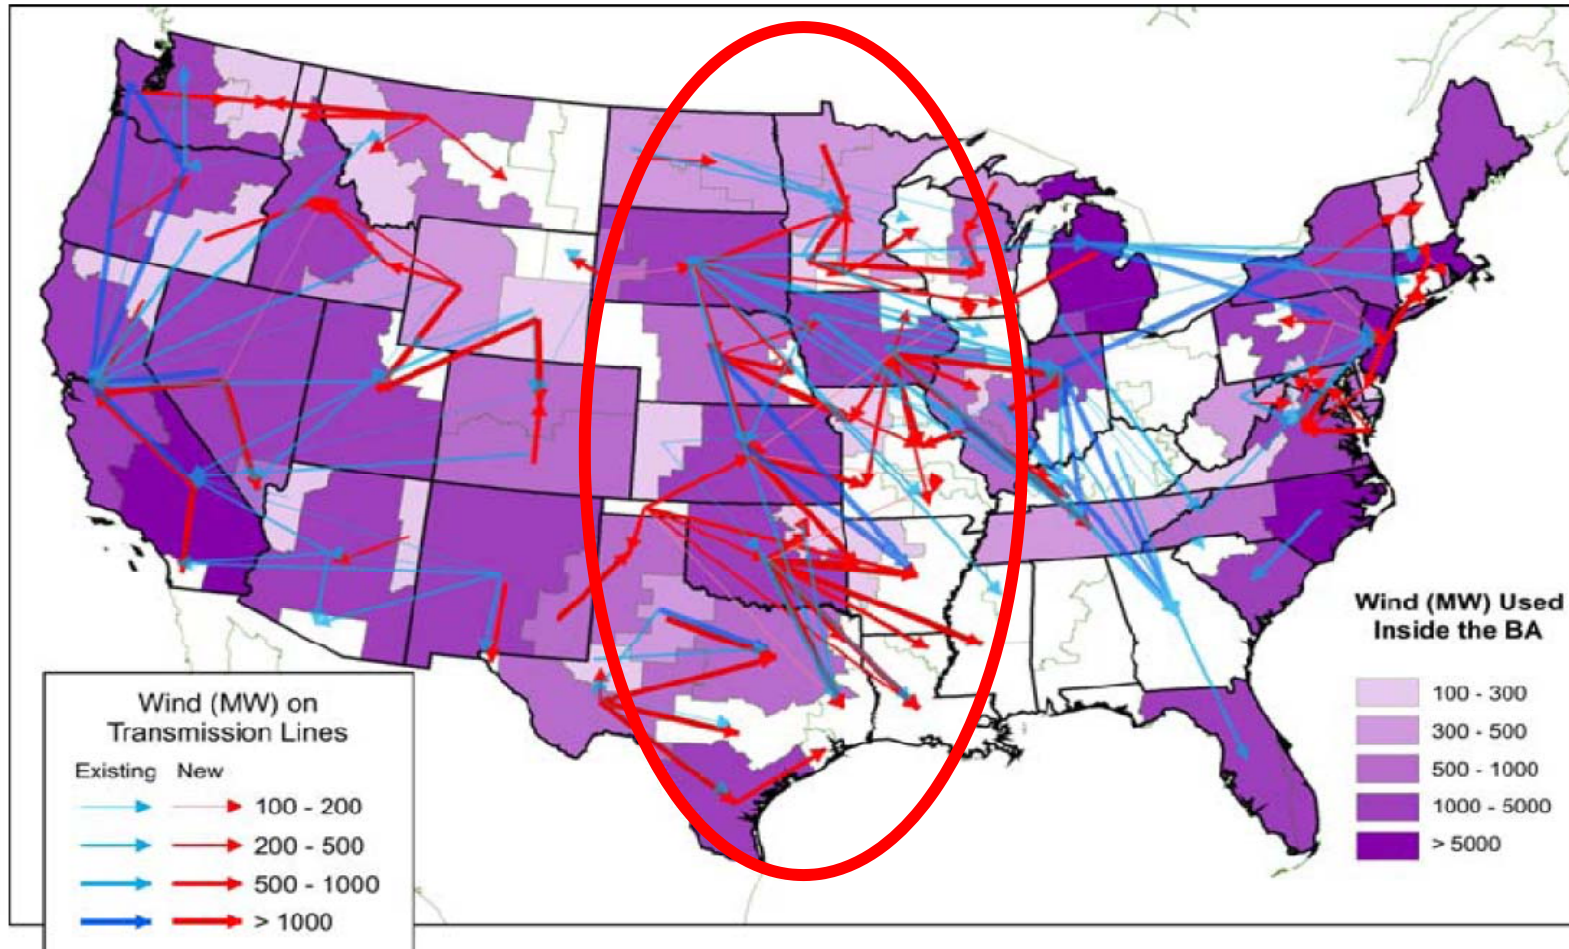 Wind (MW) on
Transmission Lines
Existing New
100 - 200
200 - 500
500 - 1000
> 1000
Wind (MW) Used
Inside the BA
100 - 300
300 - 500
500 - 1000
1000 - 5000
> 5000